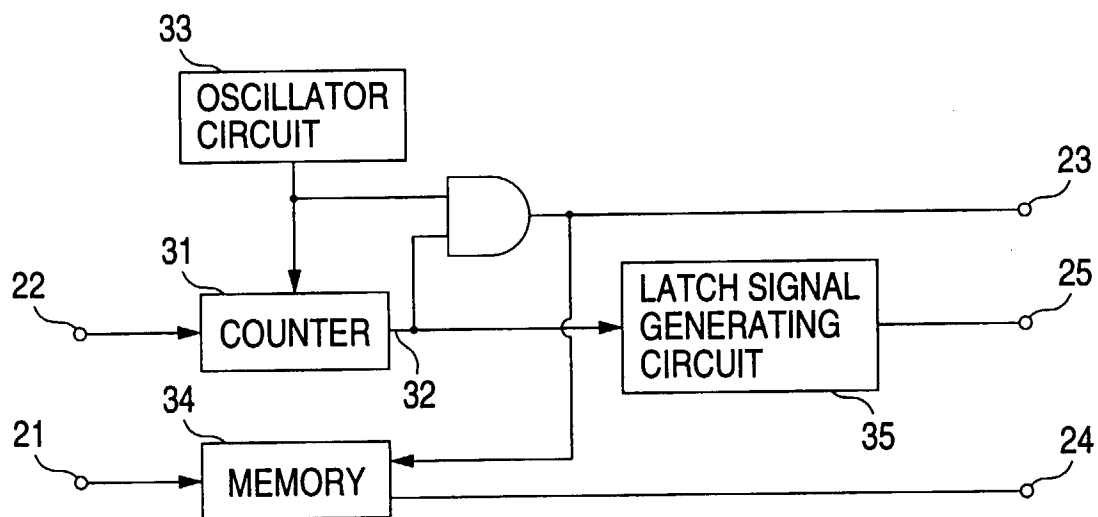 33
OSCILLATOR
CIRCUIT
23
31
22
COUNTER
32
LATCH SIGNAL
GENERATING
CIRCUIT
25
35
34
21
MEMORY
24